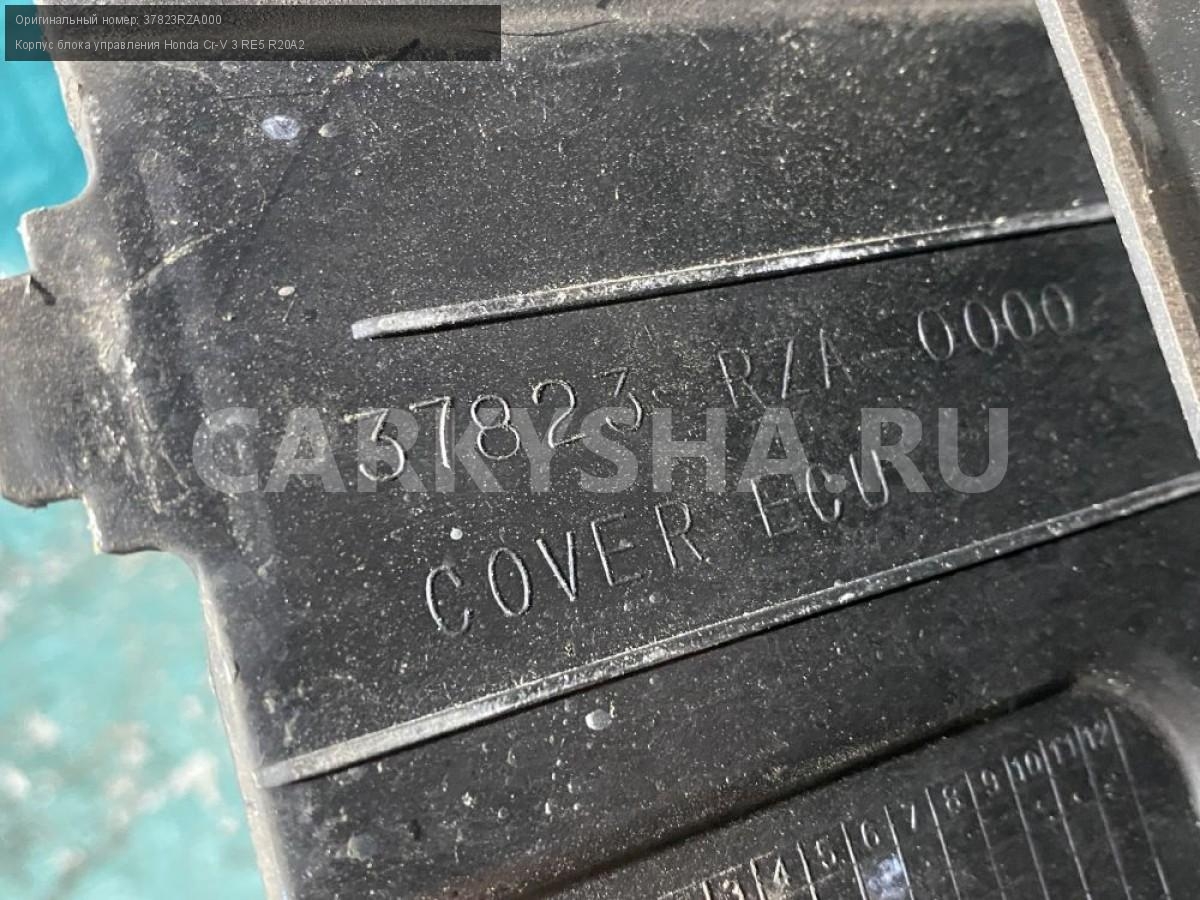 Оригинальный номер: 37823RZA000
Корпус блока управления Honda Cr-V 3 RE5 R20A2
37823-RZA-0000
CARKYSHA.RU
COVER ECU
3 4 5 6 7 8 9 10 11 12